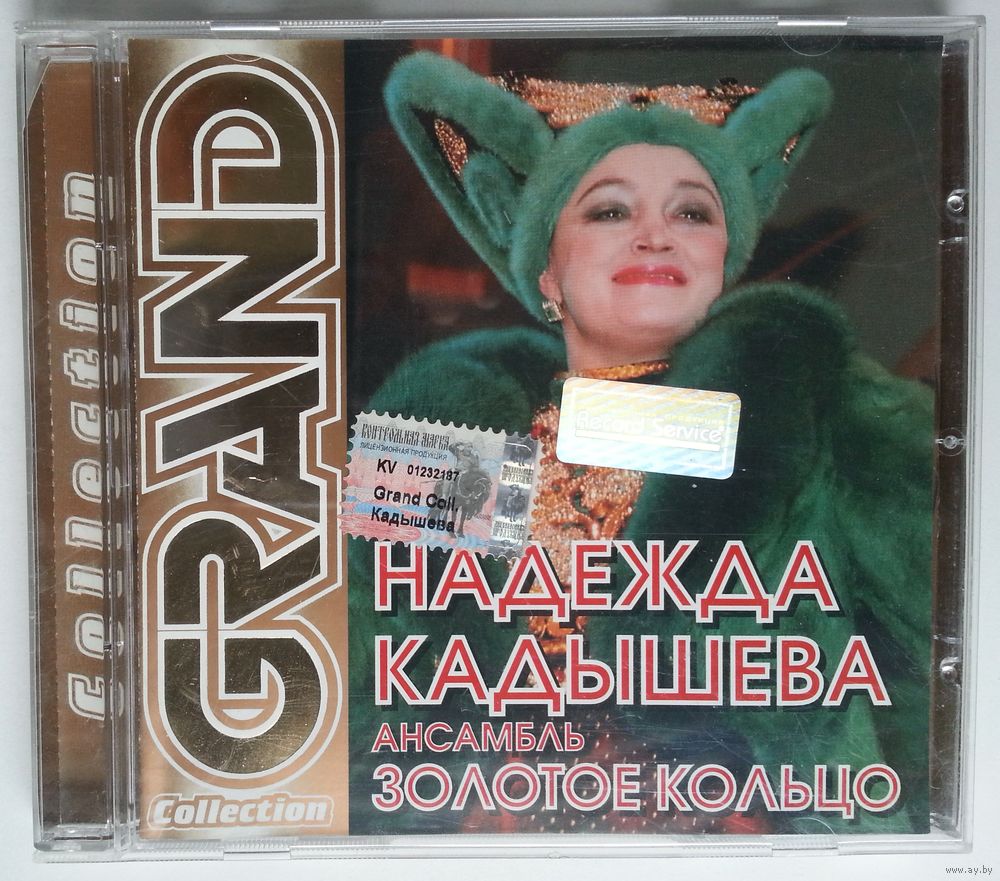 Collection
GRAND
Collection
КОНТРОЛЬНАЯ МАРКА
ЛИЦЕНЗИОННАЯ ПРОДУКЦИЯ
KV 01232187
Grand Coll.
Кадышева
Record Service
НАДЕЖДА
КАДЫШЕВА
АНСАМБЛЬ
ЗОЛОТОЕ КОЛЬЦО
www.ay.by